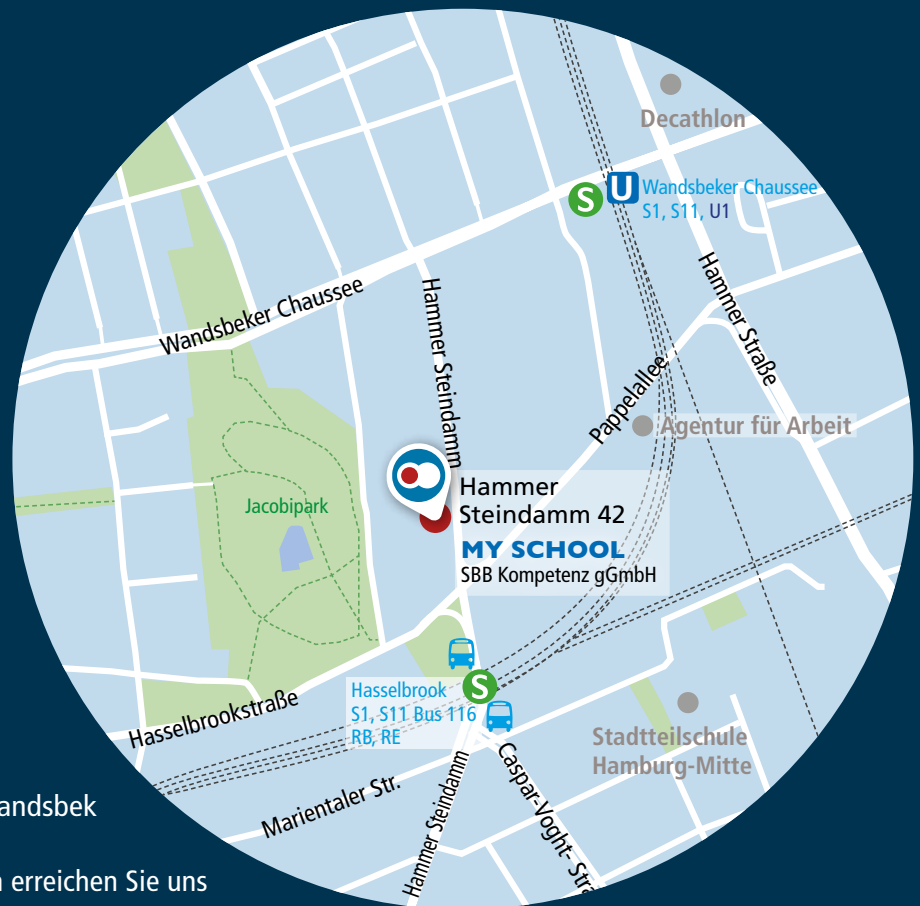 Decathlon
S
U
Wandsbeker Chaussee
S1, S11, U1
Hammer Straße
Wandsbeker Chaussee
Hammer Steindamm
Pappelallee
Agentur für Arbeit
Hammer
Steindamm 42
MY SCHOOL
SBB Kompetenz gGmbH
Jacobipark
Hasselbrookstraße
S
Hasselbrook
S1, S11 Bus 116
RB, RE
Stadtteilschule
Hamburg-Mitte
Marientaler Str.
Hammer Steindamm
Caspar-Voght- Stra
andsbek
erreichen Sie uns